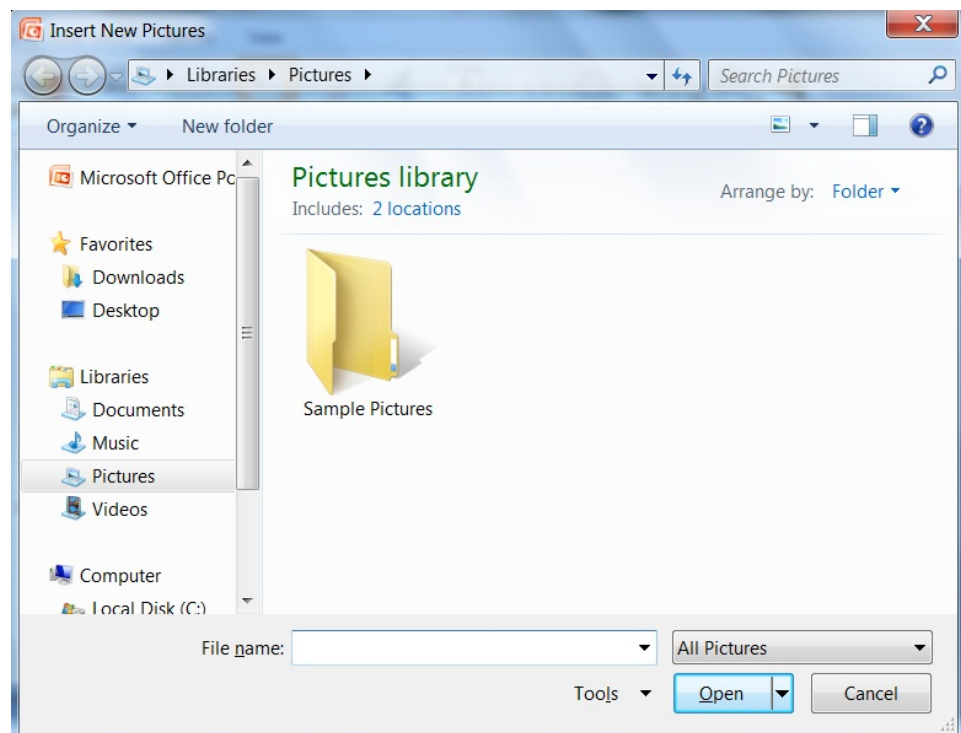 Insert New Pictures
Libraries Pictures
Search Pictures
Organize New folder
Microsoft Office Po
Favorites
Downloads
Desktop
Libraries
Documents
Music
Pictures
Videos
Computer
Local Disk (C:)
Pictures library
Includes: 2 locations
Arrange by: Folder
Sample Pictures
File name:
All Pictures
Tools Open Cancel